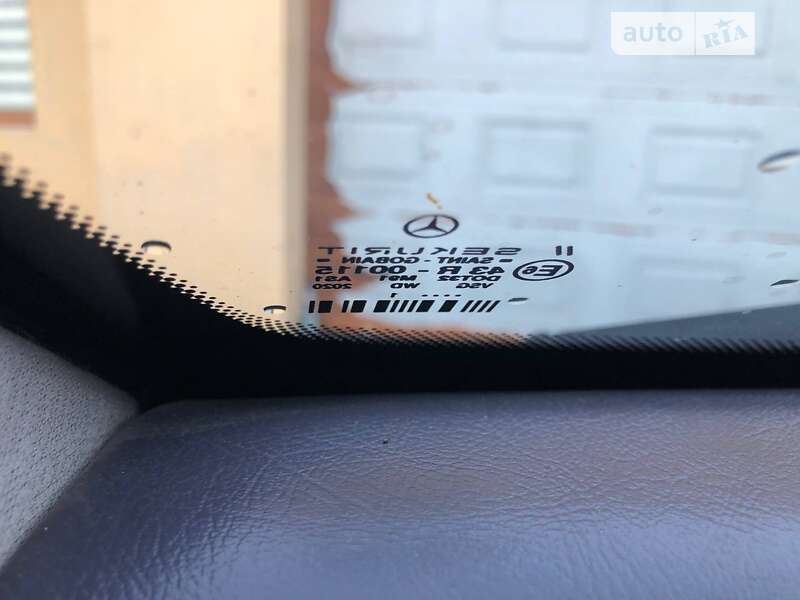 auto RIA
SEKURIT
= SAINT - GOBAIN =
E6 43 R - 00115
DOT32 M91 AS1
VSG WD 2020